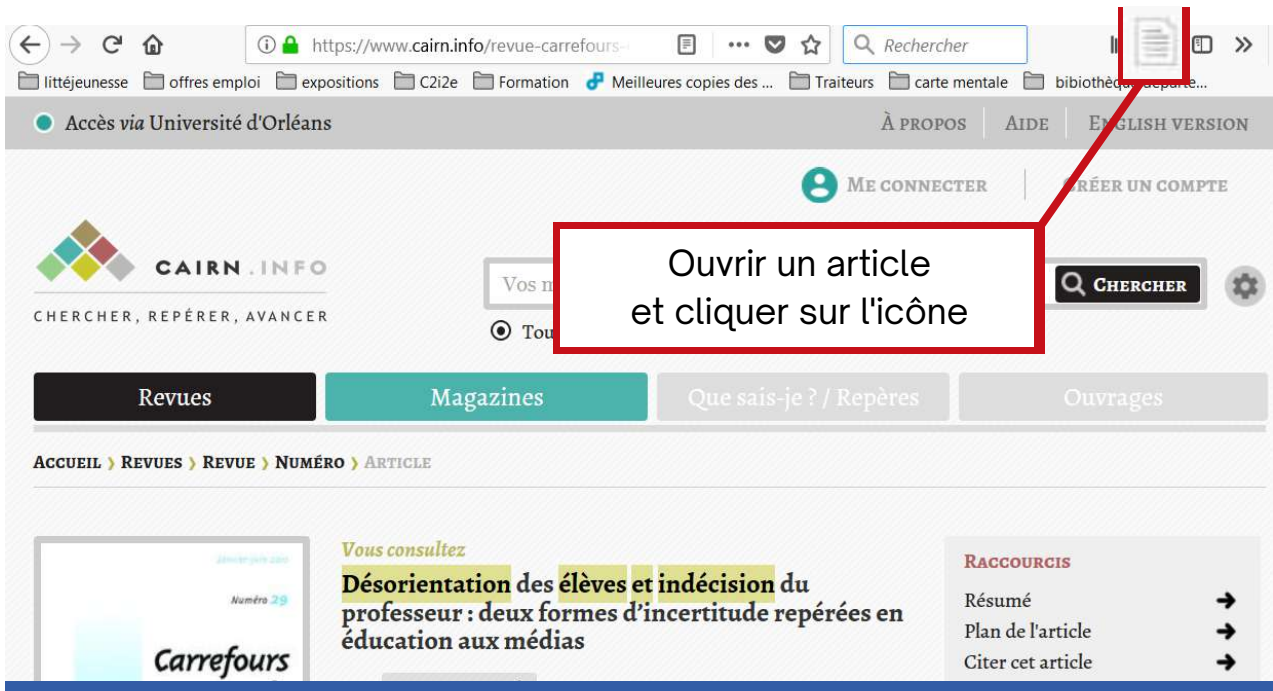 https://www.cairn.info/revue-carrefours-
Rechercher
littéjeunesse offres emploi expositions C2i2e Formation Meilleures copies des ... Traiteurs carte mentale
Accès via Université d'Orléans
À PROPOS AIDE ENGLISH VERSION
ME CONNECTER CRÉER UN COMPTE
CAIRN.INFO
CHERCHER, REPÉRER, AVANCER
Vos
CHERCHER
Ouvrir un article
et cliquer sur l'icône
Revues Magazines Que sais-je ? / Repères Ouvrages
ACCUEIL ❭ REVUES ❭ REVUE ❭ NUMÉRO ❭ ARTICLE
Numéro 29
Carrefours
Vous consultez
Désorientation des élèves et indécision du
professeur : deux formes d'incertitude repérées en
éducation aux médias
RACCOURCIS
Résumé
Plan de l'article
Citer cet article